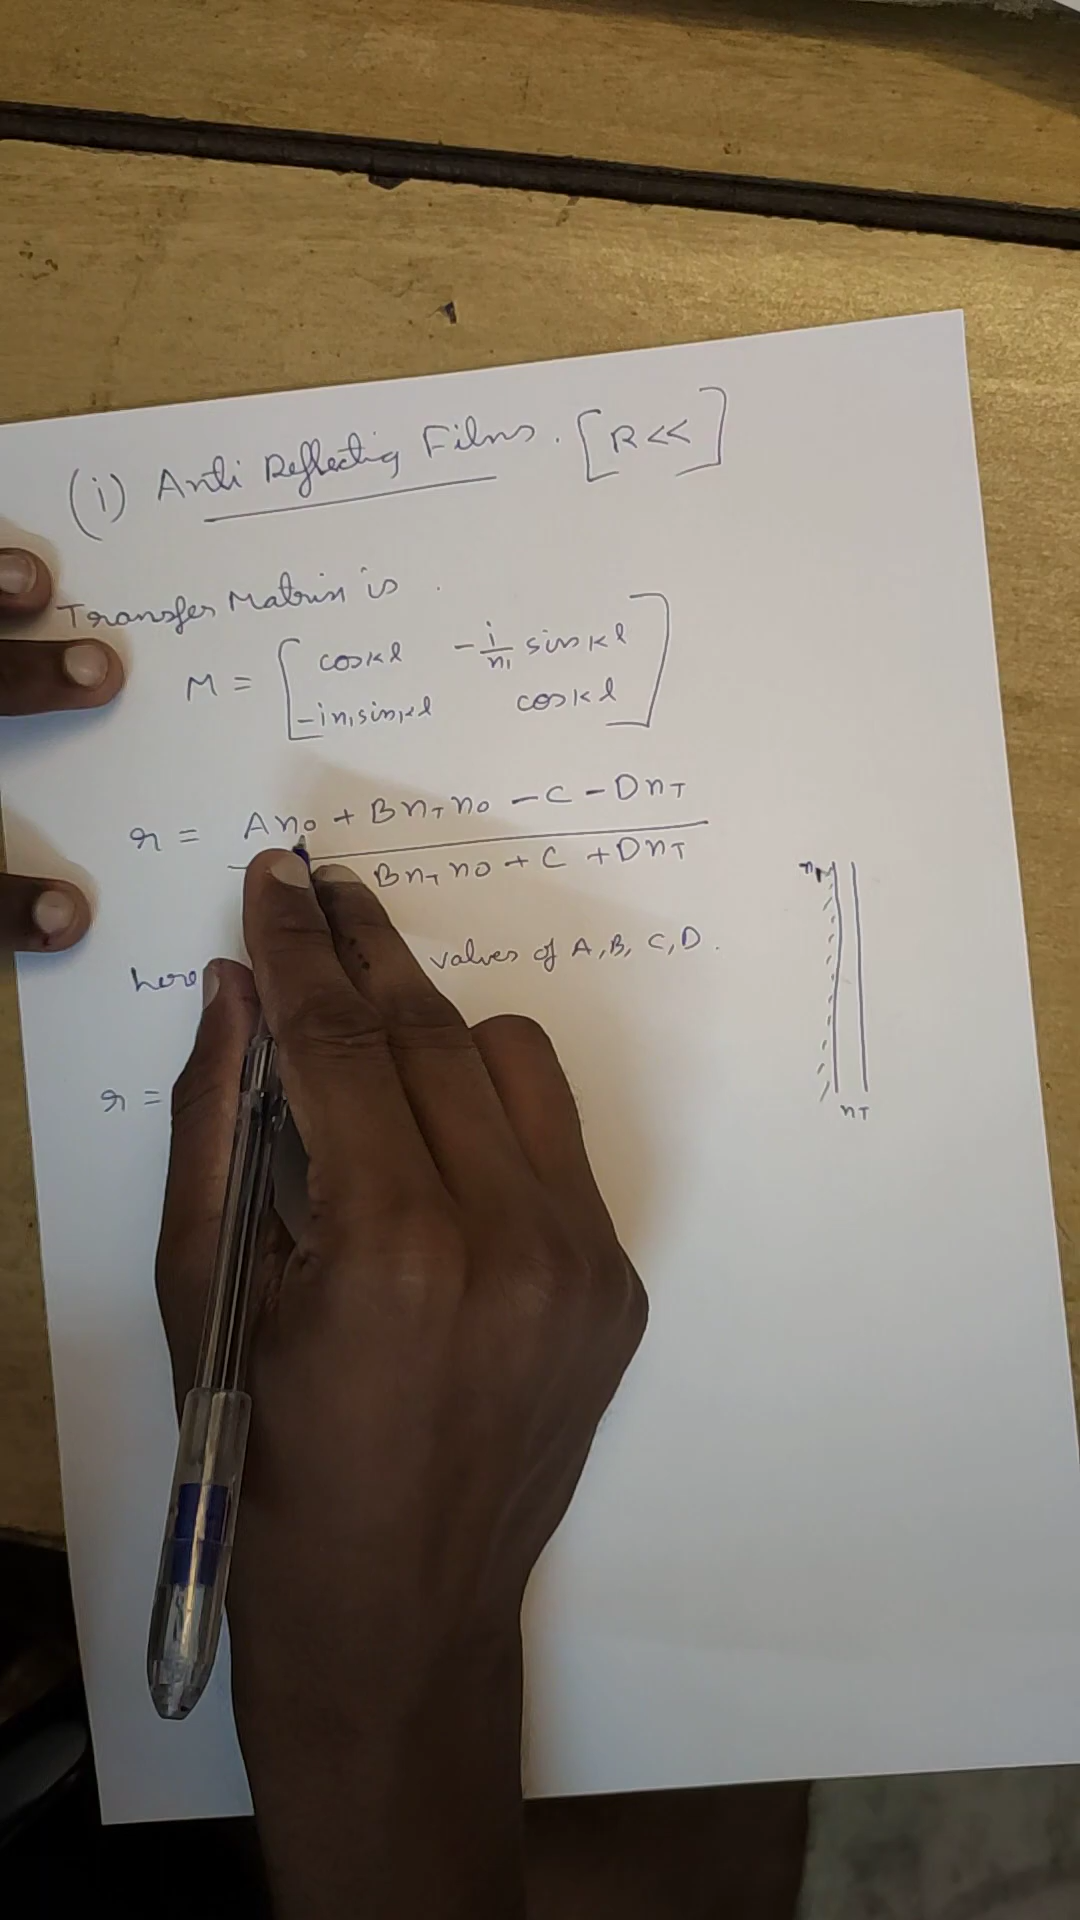 (i) Anti Reflecting Films. [R<<]
Transfer Matrix is.
M = [ cos kl   -i/n₁ sin kl
-in₁ sin kl   cos kl ]
r = An₀ + Bn_T n₀ - C - Dn_T
Bn_T n₀ + C + Dn_T
here values of A, B, C, D.
r =
n_T